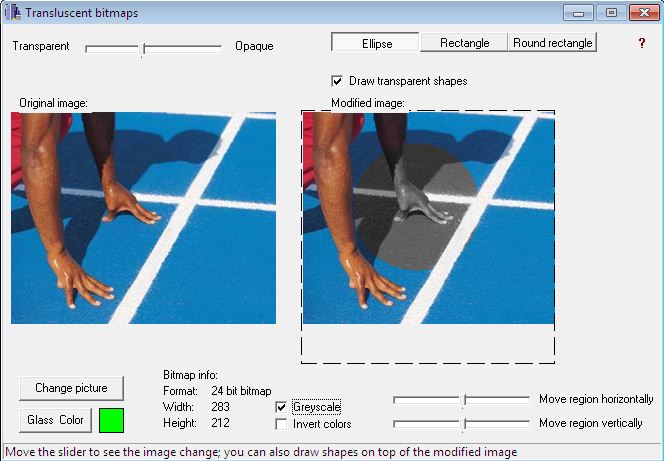 Transluscent bitmaps
Transparent
Opaque
Ellipse
Rectangle
Round rectangle
?
Draw transparent shapes
Original image:
Modified image:
Change picture
Glass Color
Bitmap info:
Format: 24 bit bitmap
Width: 283
Height: 212
Greyscale
Invert colors
Move region horizontally
Move region vertically
Move the slider to see the image change; you can also draw shapes on top of the modified image